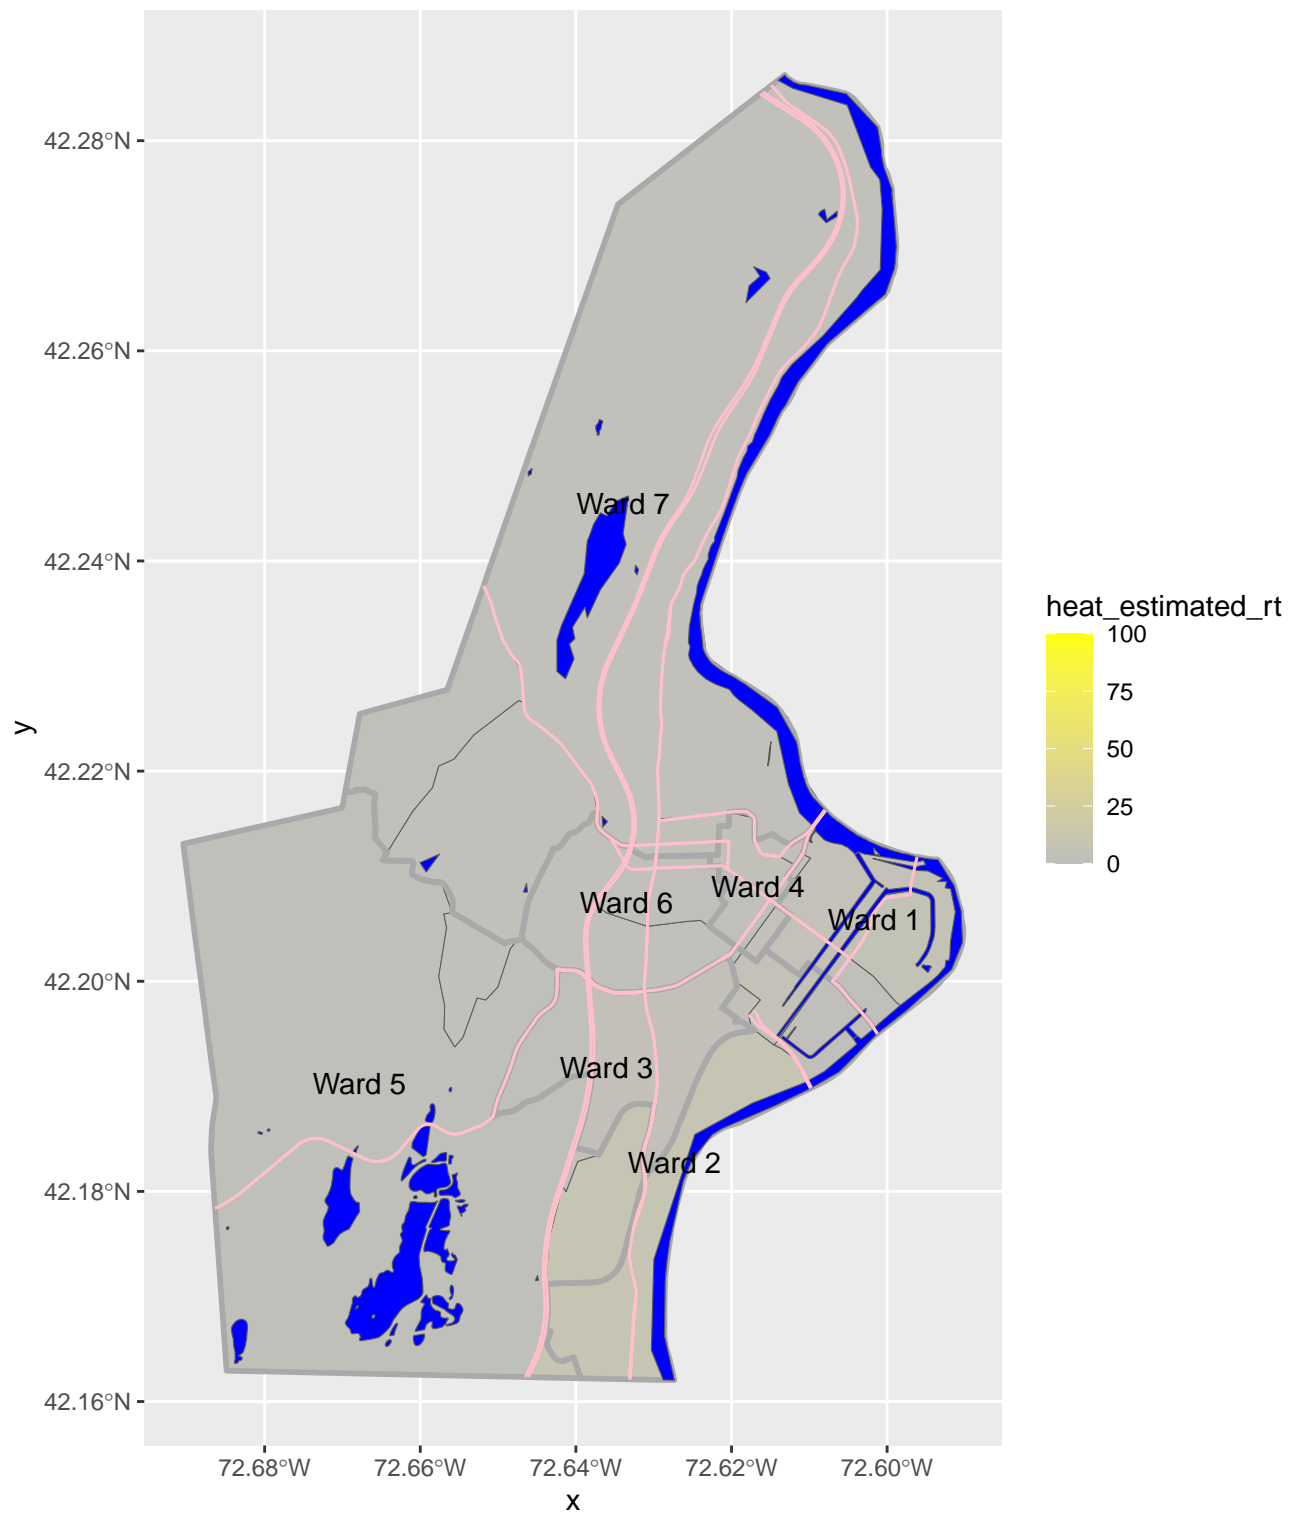 42.28°N
42.26°N
42.24°N
42.22°N
42.20°N
42.18°N
42.16°N
y
Ward 7
Ward 4
Ward 6
Ward 1
Ward 3
Ward 5
Ward 2
72.68°W
72.66°W
72.64°W
72.62°W
72.60°W
x
heat_estimated_rt
100
75
50
25
0